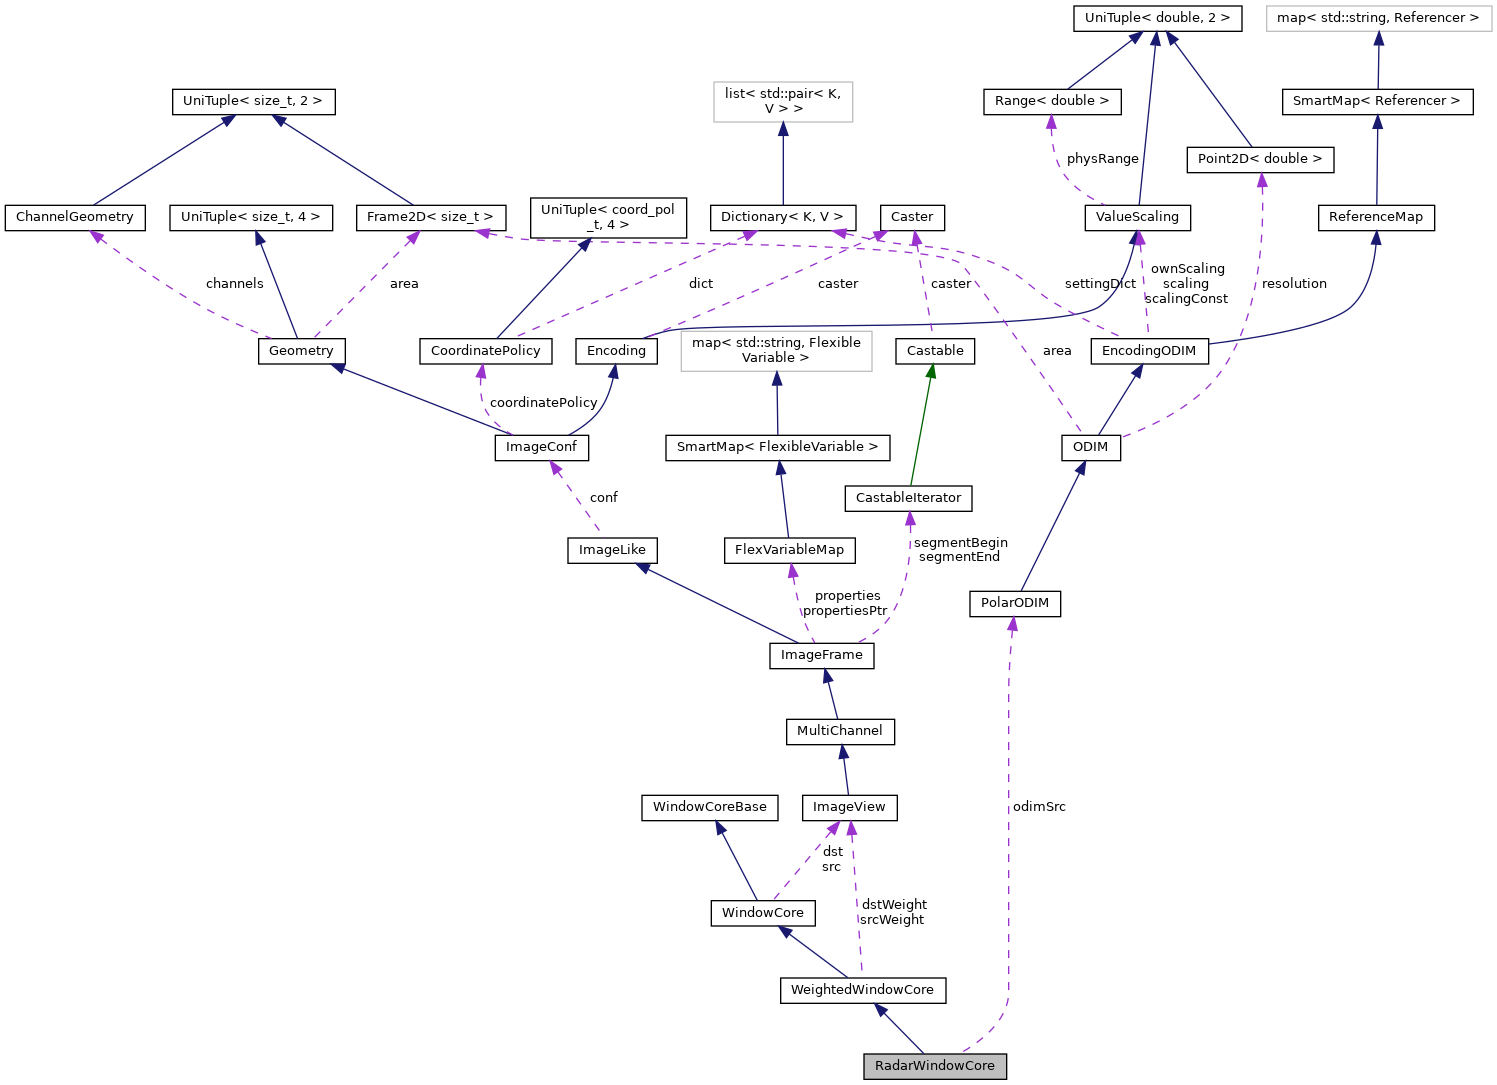 UniTuple< double, 2 >
map< std::string, Referencer >
UniTuple< size_t, 2 >
list< std::pair< K,
V > >
Range< double >
SmartMap< Referencer >
physRange
Point2D< double >
ChannelGeometry
UniTuple< size_t, 4 >
Frame2D< size_t >
UniTuple< coord_pol
_t, 4 >
Dictionary< K, V >
Caster
ValueScaling
ReferenceMap
channels
area
dict
caster
caster
settingDict
ownScaling
scaling
scalingConst
resolution
Geometry
CoordinatePolicy
Encoding
map< std::string, Flexible
Variable >
Castable
area
EncodingODIM
coordinatePolicy
ImageConf
SmartMap< FlexibleVariable >
ODIM
conf
CastableIterator
ImageLike
FlexVariableMap
segmentBegin
segmentEnd
properties
propertiesPtr
PolarODIM
ImageFrame
MultiChannel
WindowCoreBase
ImageView
odimSrc
dst
src
WindowCore
dstWeight
srcWeight
WeightedWindowCore
RadarWindowCore